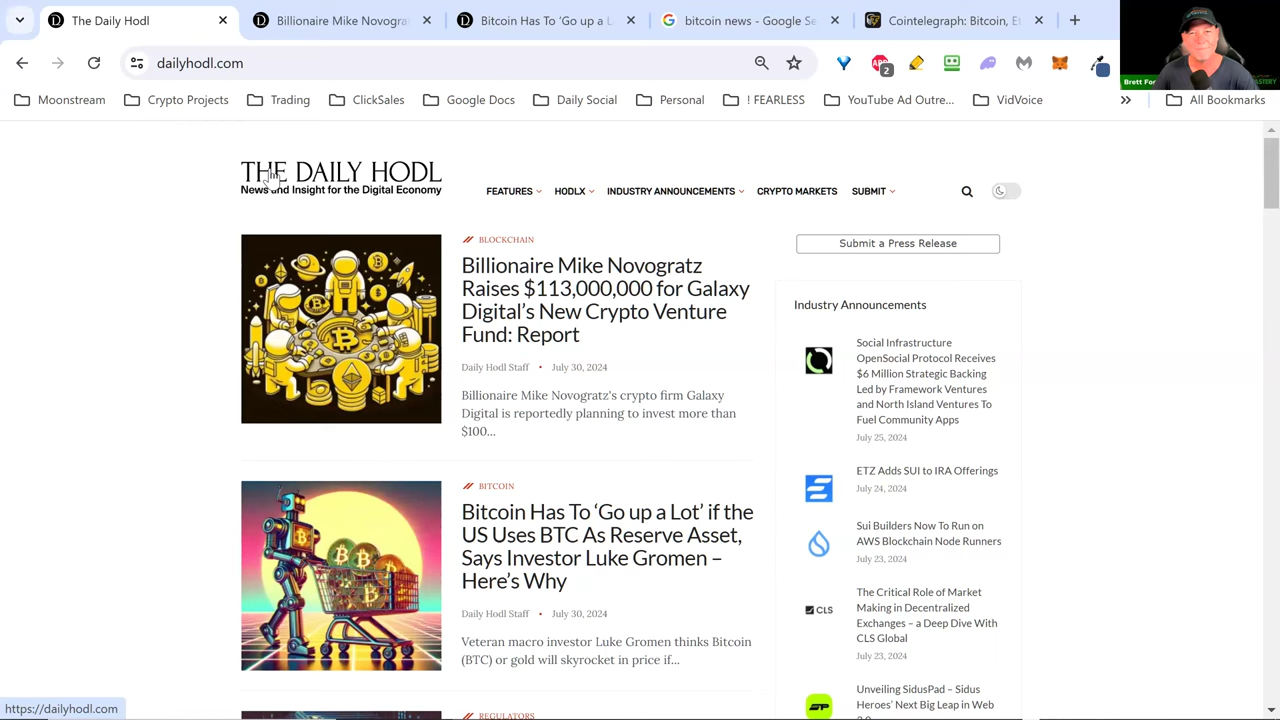 The Daily Hodl
Billionaire Mike Novogra
Bitcoin Has To 'Go up a L
bitcoin news - Google Se
Cointelegraph: Bitcoin, Et
dailyhodl.com
2
Moonstream
Crypto Projects
Trading
ClickSales
Google Docs
Daily Social
Personal
! FEARLESS
YouTube Ad Outre...
VidVoice
All Bookmarks
Brett For
THE DAILY HODL
News and Insight for the Digital Economy
FEATURES
HODLX
INDUSTRY ANNOUNCEMENTS
CRYPTO MARKETS
SUBMIT
BLOCKCHAIN
Billionaire Mike Novogratz
Raises $113,000,000 for Galaxy
Digital's New Crypto Venture
Fund: Report
Daily Hodl Staff • July 30, 2024
Billionaire Mike Novogratz's crypto firm Galaxy
Digital is reportedly planning to invest more than
$100...
BITCOIN
Bitcoin Has To ‘Go up a Lot’ if the
US Uses BTC As Reserve Asset,
Says Investor Luke Gromen –
Here’s Why
Daily Hodl Staff • July 30, 2024
Veteran macro investor Luke Gromen thinks Bitcoin
(BTC) or gold will skyrocket in price if...
REGULATORS
Submit a Press Release
Industry Announcements
Social Infrastructure
OpenSocial Protocol Receives
$6 Million Strategic Backing
Led by Framework Ventures
and North Island Ventures To
Fuel Community Apps
July 25, 2024
ETZ Adds SUI to IRA Offerings
July 24, 2024
Sui Builders Now To Run on
AWS Blockchain Node Runners
July 23, 2024
CLS
The Critical Role of Market
Making in Decentralized
Exchanges – a Deep Dive With
CLS Global
July 23, 2024
Unveiling SidusPad – Sidus
Heroes’ Next Big Leap in Web
https://dailyhodl.com